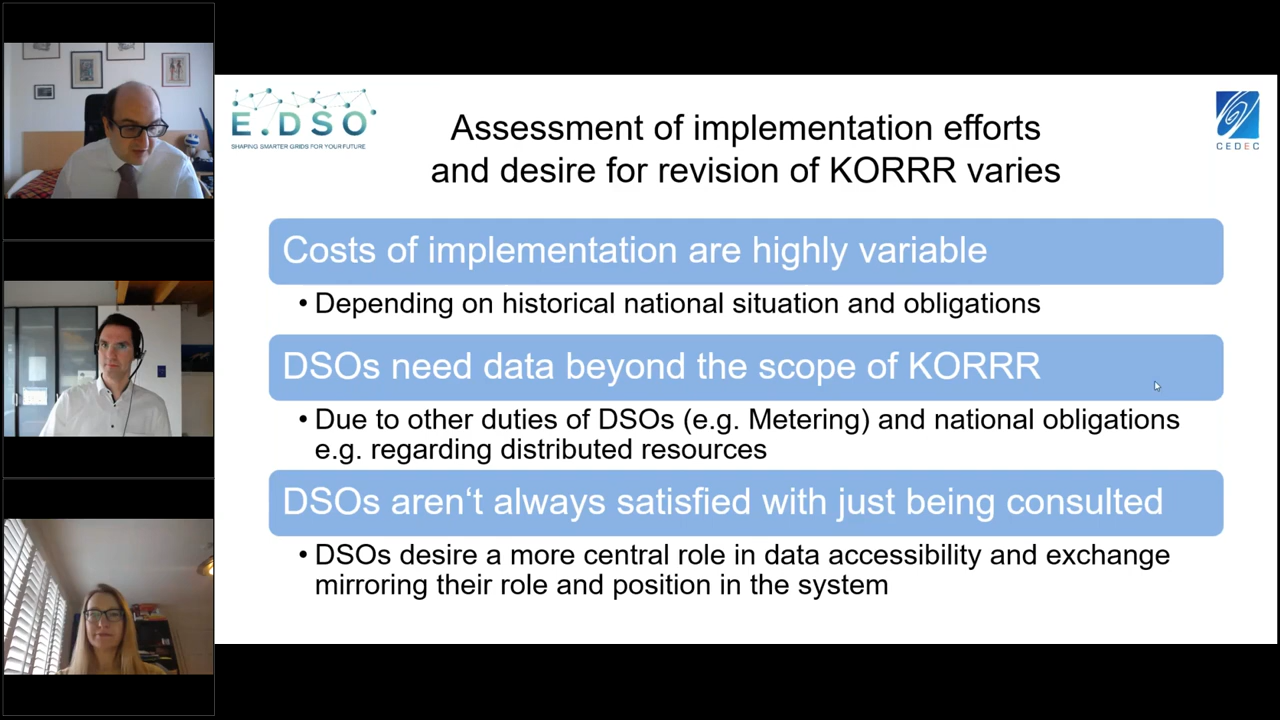 E.DSO
SHAPING SMARTER GRIDS FOR YOUR FUTURE
CEDEC
Assessment of implementation efforts
and desire for revision of KORRR varies
Costs of implementation are highly variable
• Depending on historical national situation and obligations
DSOs need data beyond the scope of KORRR
• Due to other duties of DSOs (e.g. Metering) and national obligations
e.g. regarding distributed resources
DSOs aren‘t always satisfied with just being consulted
• DSOs desire a more central role in data accessibility and exchange
mirroring their role and position in the system